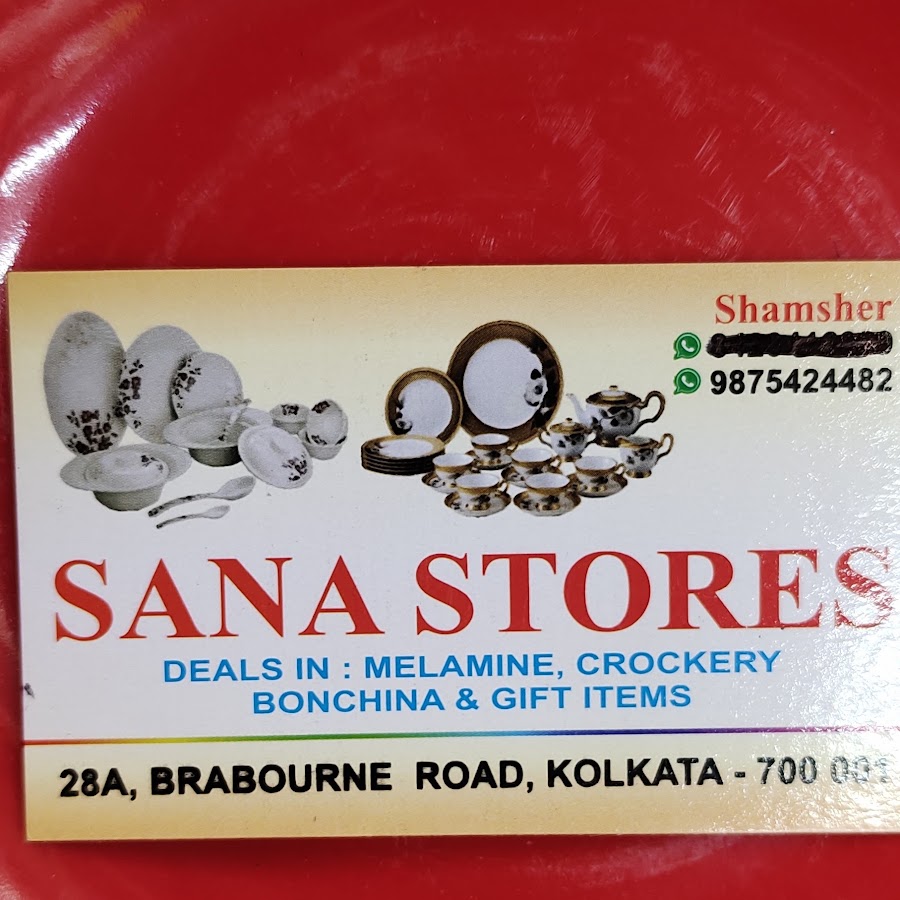 Shamsher
9875424482
SANA STORES
DEALS IN : MELAMINE, CROCKERY
BONCHINA & GIFT ITEMS
28A, BRABOURNE ROAD, KOLKATA - 700 001